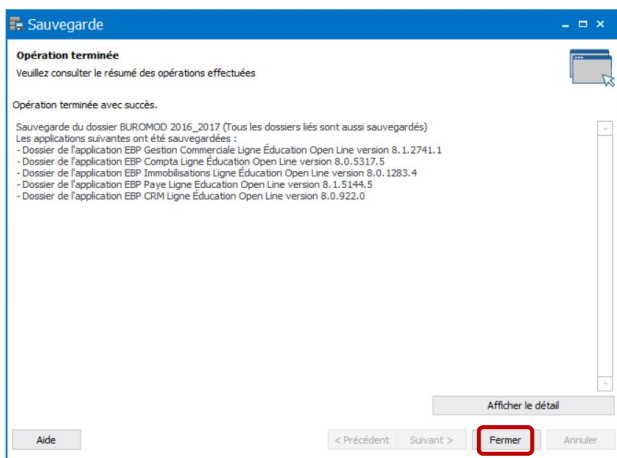 Sauvegarde
Opération terminée
Veuillez consulter le résumé des opérations effectuées
Opération terminée avec succès.
Sauvegarde du dossier BUROMOD 2016_2017 (Tous les dossiers liés sont aussi sauvegardés)
Les applications suivantes ont été sauvegardées :
- Dossier de l'application EBP Gestion Commerciale Ligne Éducation Open Line version 8.1.2741.1
- Dossier de l'application EBP Compta Ligne Éducation Open Line version 8.0.5317.5
- Dossier de l'application EBP Immobilisations Ligne Éducation Open Line version 8.0.1283.4
- Dossier de l'application EBP Paye Ligne Education Open Line version 8.1.5144.5
- Dossier de l'application EBP CRM Ligne Éducation Open Line version 8.0.922.0
Afficher le détail
Aide < Précédent Suivant > Fermer Annuler